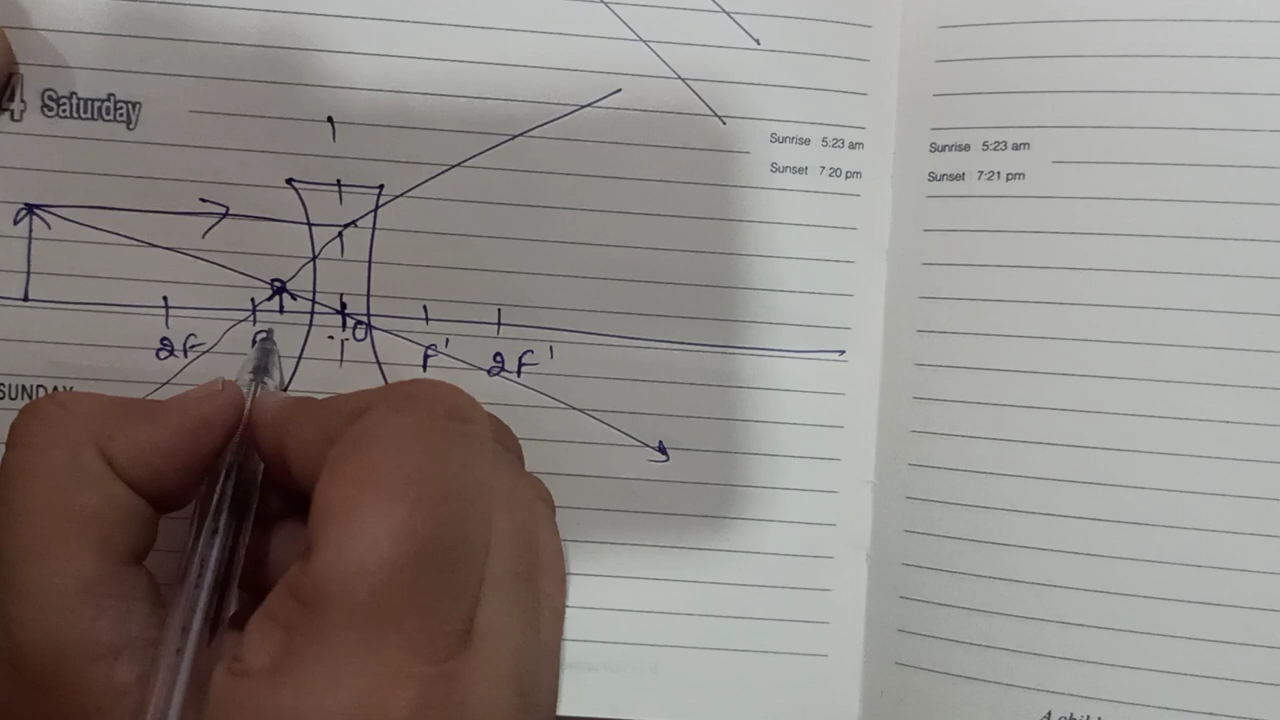 4 Saturday
Sunrise 5:23 am
Sunset 7:20 pm
2F
O
F'
2F'
SUNDAY
Sunrise 5:23 am
Sunset 7:21 pm